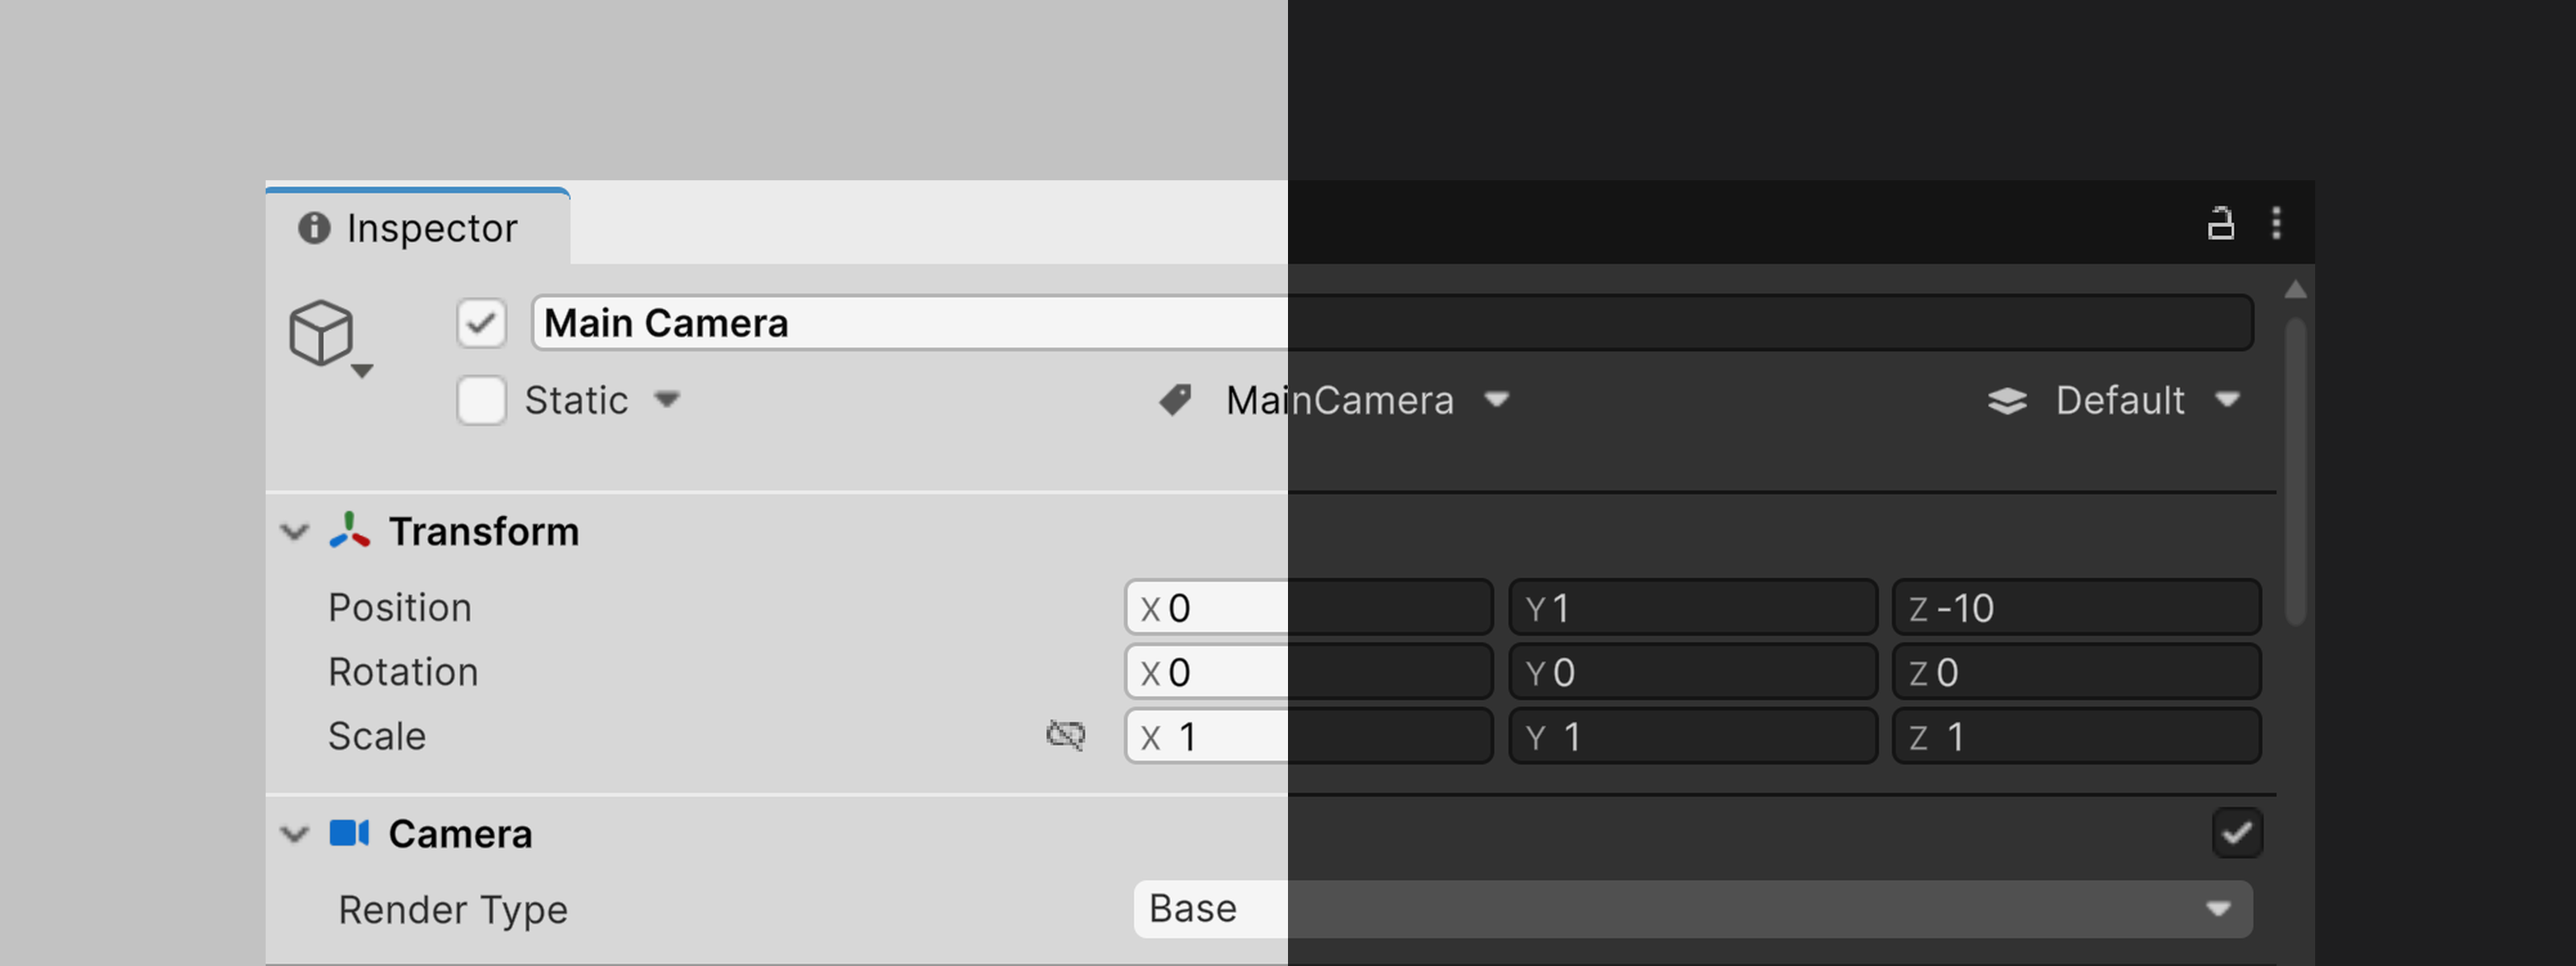 Inspector
Main Camera
Static MainCamera Default
Transform
Position X 0 Y 1 Z -10
Rotation X 0 Y 0 Z 0
Scale X 1 Y 1 Z 1
Camera
Render Type Base